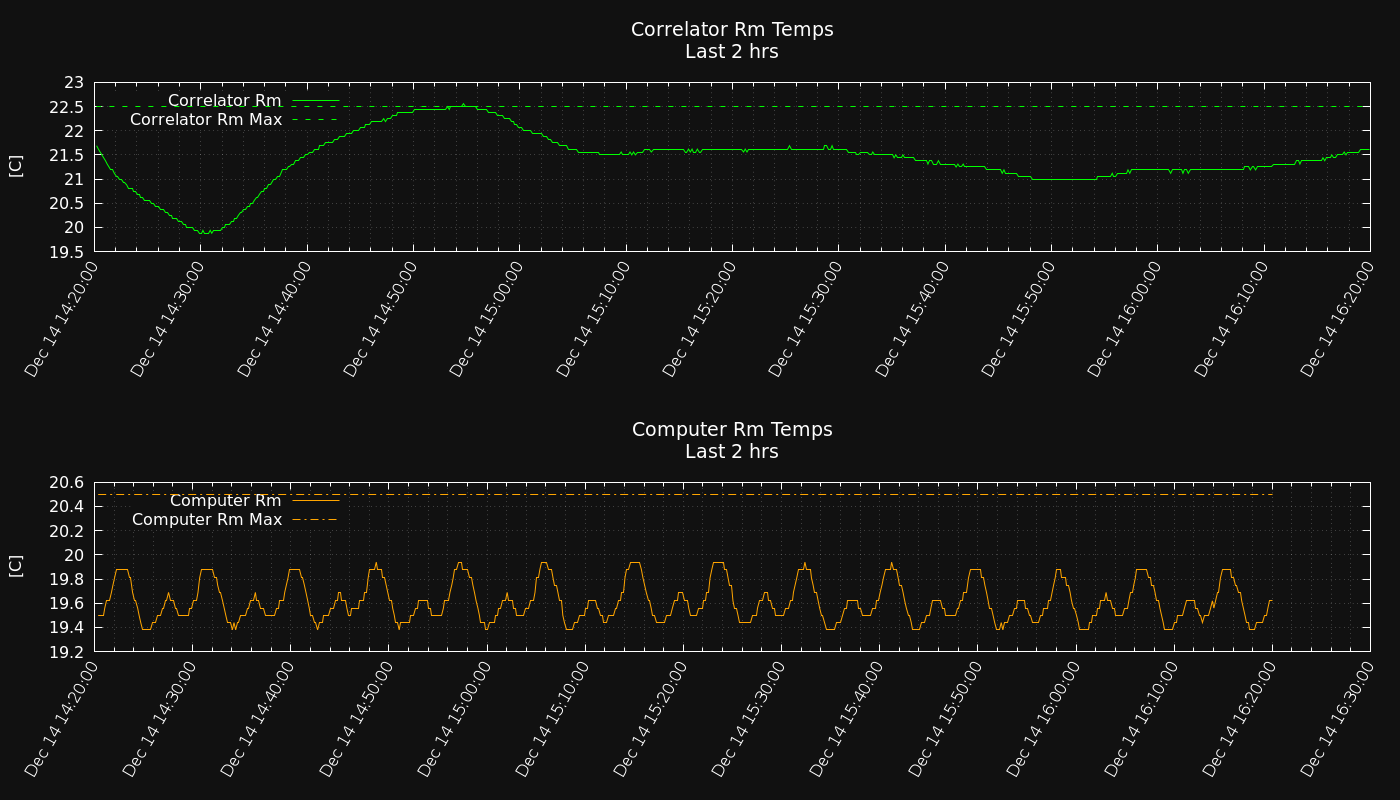 Correlator Rm Temps
Last 2 hrs
[C]
23
22.5
22
21.5
21
20.5
20
19.5
Correlator Rm
Correlator Rm Max
Dec 14 14:20:00
Dec 14 14:30:00
Dec 14 14:40:00
Dec 14 14:50:00
Dec 14 15:00:00
Dec 14 15:10:00
Dec 14 15:20:00
Dec 14 15:30:00
Dec 14 15:40:00
Dec 14 15:50:00
Dec 14 16:00:00
Dec 14 16:10:00
Dec 14 16:20:00
Computer Rm Temps
Last 2 hrs
[C]
20.6
20.4
20.2
20
19.8
19.6
19.4
19.2
Computer Rm
Computer Rm Max
Dec 14 14:20:00
Dec 14 14:30:00
Dec 14 14:40:00
Dec 14 14:50:00
Dec 14 15:00:00
Dec 14 15:10:00
Dec 14 15:20:00
Dec 14 15:30:00
Dec 14 15:40:00
Dec 14 15:50:00
Dec 14 16:00:00
Dec 14 16:10:00
Dec 14 16:20:00
Dec 14 16:30:00